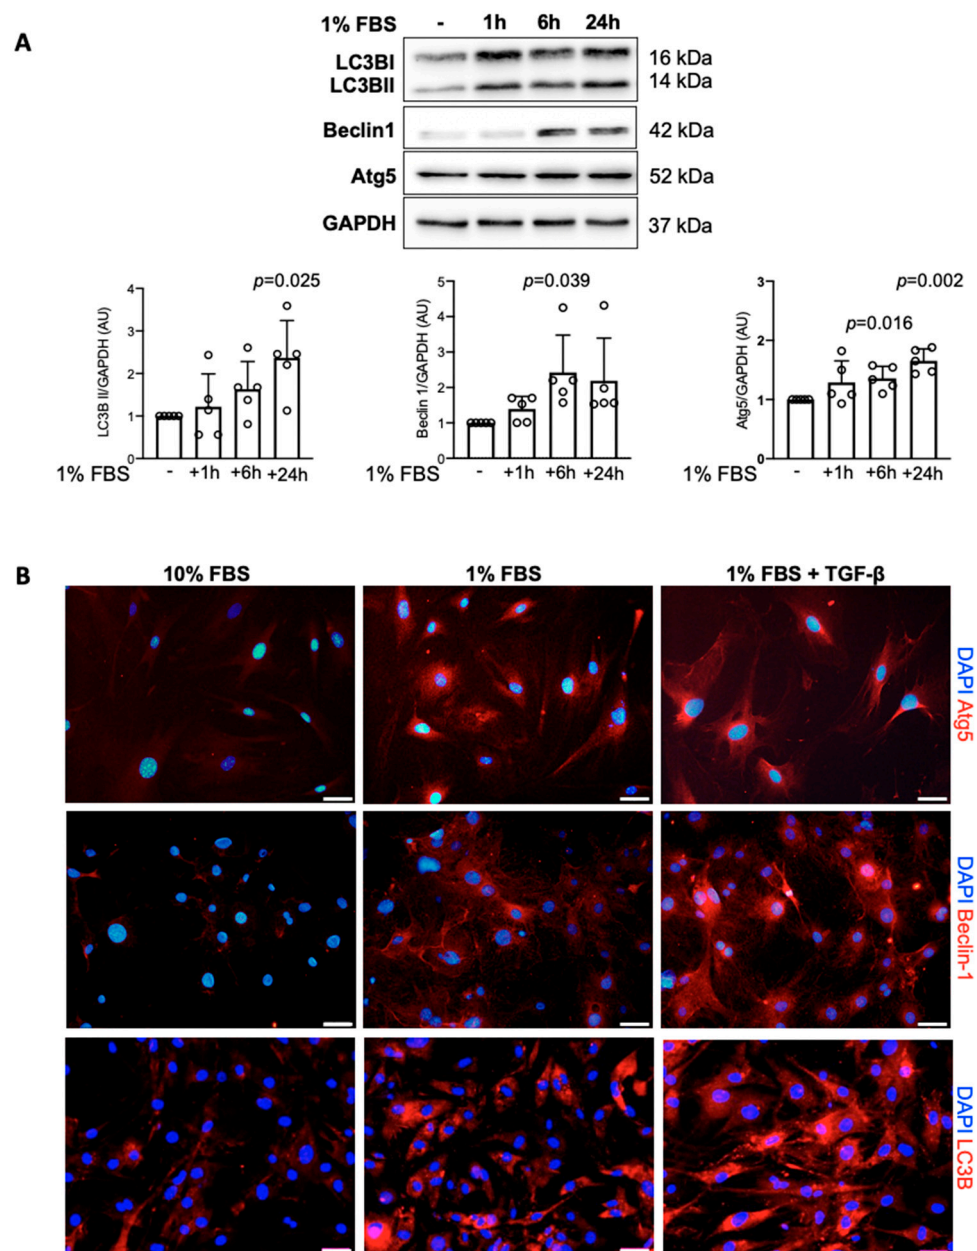 A
1% FBS - 1h 6h 24h
LC3BI 16 kDa
LC3BII 14 kDa
Beclin1 42 kDa
Atg5 52 kDa
GAPDH 37 kDa
p=0.025
LC3B II/GAPDH (AU)
4
3
2
1
0
1% FBS - +1h +6h +24h
p=0.039
Beclin 1/GAPDH (AU)
5
4
3
2
1
0
1% FBS - +1h +6h +24h
p=0.002
p=0.016
Atg5/GAPDH (AU)
3
2
1
0
1% FBS - +1h +6h +24h
B
10% FBS 1% FBS 1% FBS + TGF-β
DAPI Atg5
DAPI Beclin-1
DAPI LC3B